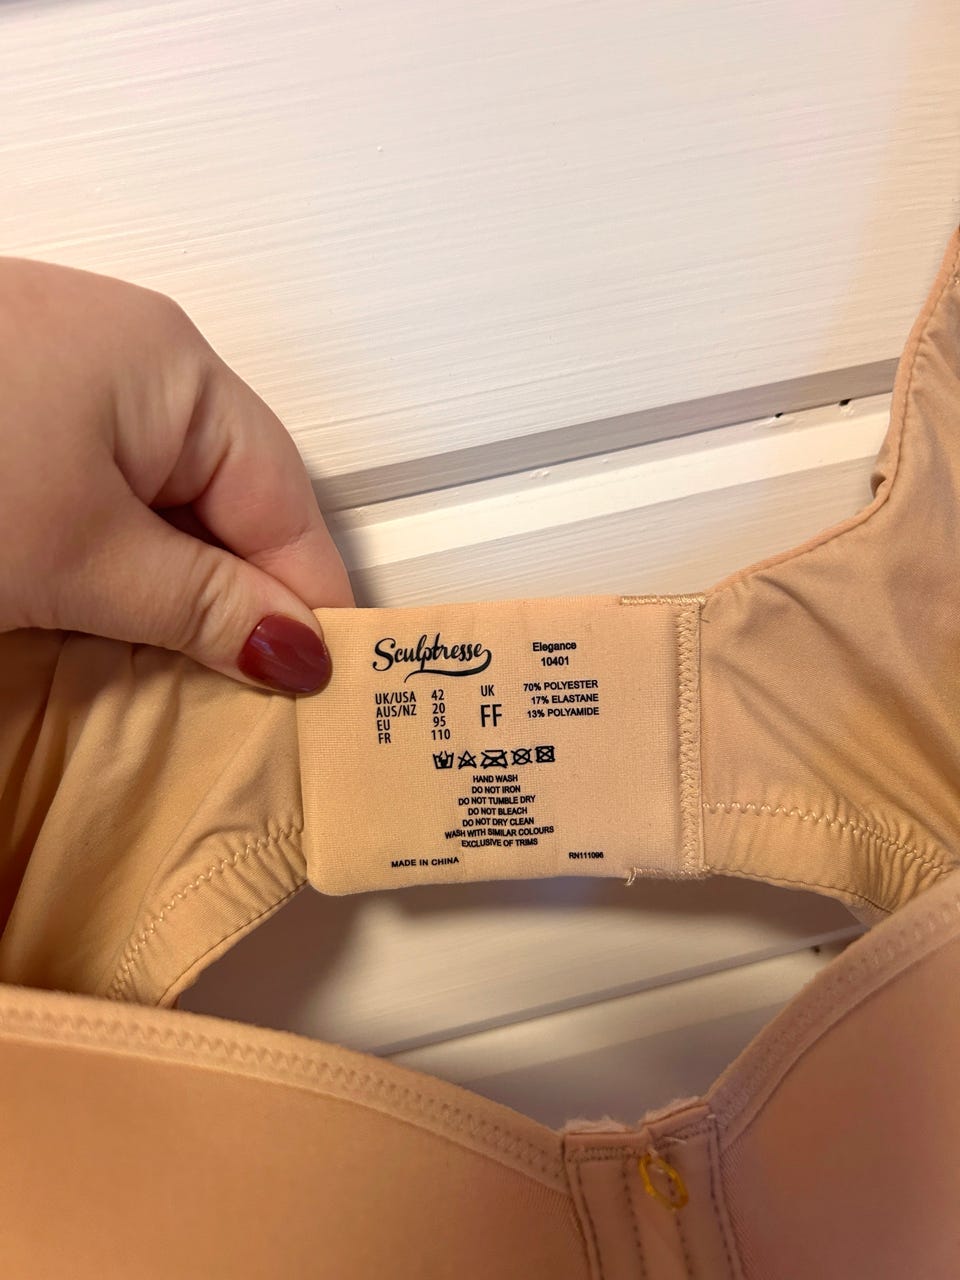 Sculptresse
Elegance
10401
UK/USA 42
AUS/NZ 20
EU 95
FR 110
UK
FF
70% POLYESTER
17% ELASTANE
13% POLYAMIDE
HAND WASH
DO NOT IRON
DO NOT TUMBLE DRY
DO NOT BLEACH
DO NOT DRY CLEAN
WASH WITH SIMILAR COLOURS
EXCLUSIVE OF TRIMS
MADE IN CHINA
RN111096